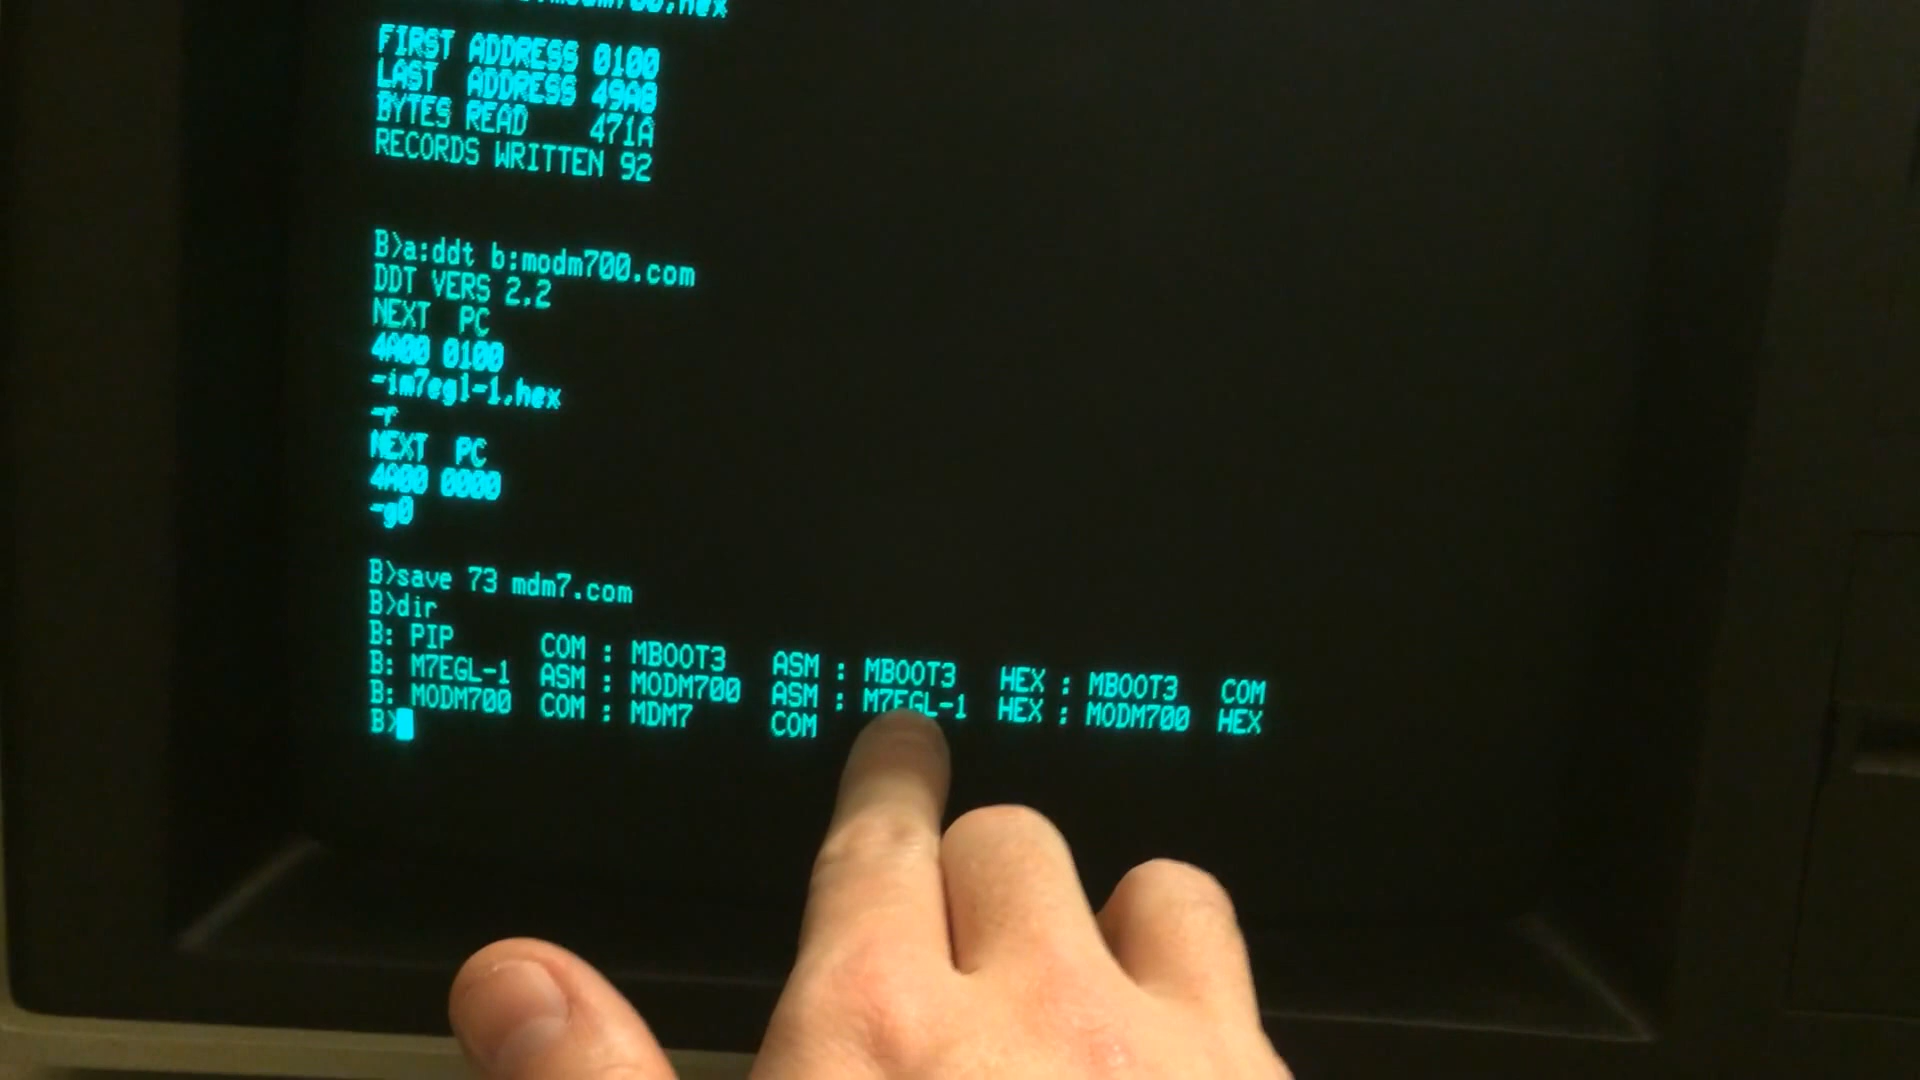 FIRST ADDRESS 0100
LAST  ADDRESS 49A8
BYTES READ    471A
RECORDS WRITTEN 92
B>a:ddt b:modm700.com
DDT VERS 2.2
NEXT  PC
4A00 0100
-im7egl-1.hex
-r
NEXT  PC
4A00 0000
-g0
B>save 73 mdm7.com
B>dir
B: PIP      COM : MBOOT3   ASM : MBOOT3   HEX : MBOOT3   COM
B: M7EGL-1  ASM : MODM700  ASM : M7EGL-1  HEX : MODM700  HEX
B: MODM700  COM : MDM7     COM
B>